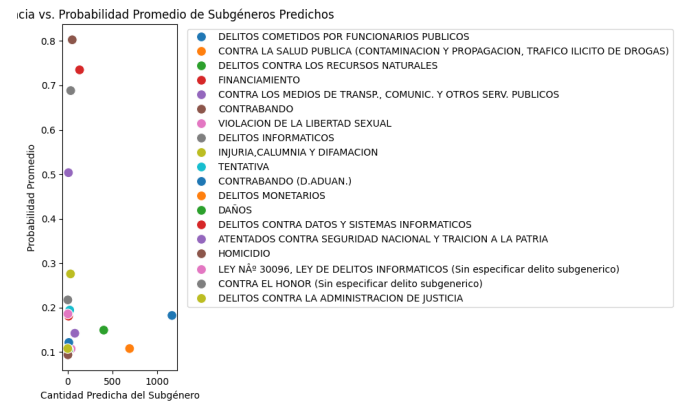 cia vs. Probabilidad Promedio de Subgéneros Predichos
0.8
0.7
0.6
0.5
0.4
0.3
0.2
0.1
Probabilidad Promedio
0
500
1000
Cantidad Predicha del Subgénero
DELITOS COMETIDOS POR FUNCIONARIOS PUBLICOS
CONTRA LA SALUD PUBLICA (CONTAMINACION Y PROPAGACION, TRAFICO ILICITO DE DROGAS)
DELITOS CONTRA LOS RECURSOS NATURALES
FINANCIAMIENTO
CONTRA LOS MEDIOS DE TRANSP., COMUNIC. Y OTROS SERV. PUBLICOS
CONTRABANDO
VIOLACION DE LA LIBERTAD SEXUAL
DELITOS INFORMATICOS
INJURIA,CALUMNIA Y DIFAMACION
TENTATIVA
CONTRABANDO (D.ADUAN.)
DELITOS MONETARIOS
DAÑOS
DELITOS CONTRA DATOS Y SISTEMAS INFORMATICOS
ATENTADOS CONTRA SEGURIDAD NACIONAL Y TRAICION A LA PATRIA
HOMICIDIO
LEY NÂº 30096, LEY DE DELITOS INFORMATICOS (Sin especificar delito subgenerico)
CONTRA EL HONOR (Sin especificar delito subgenerico)
DELITOS CONTRA LA ADMINISTRACION DE JUSTICIA